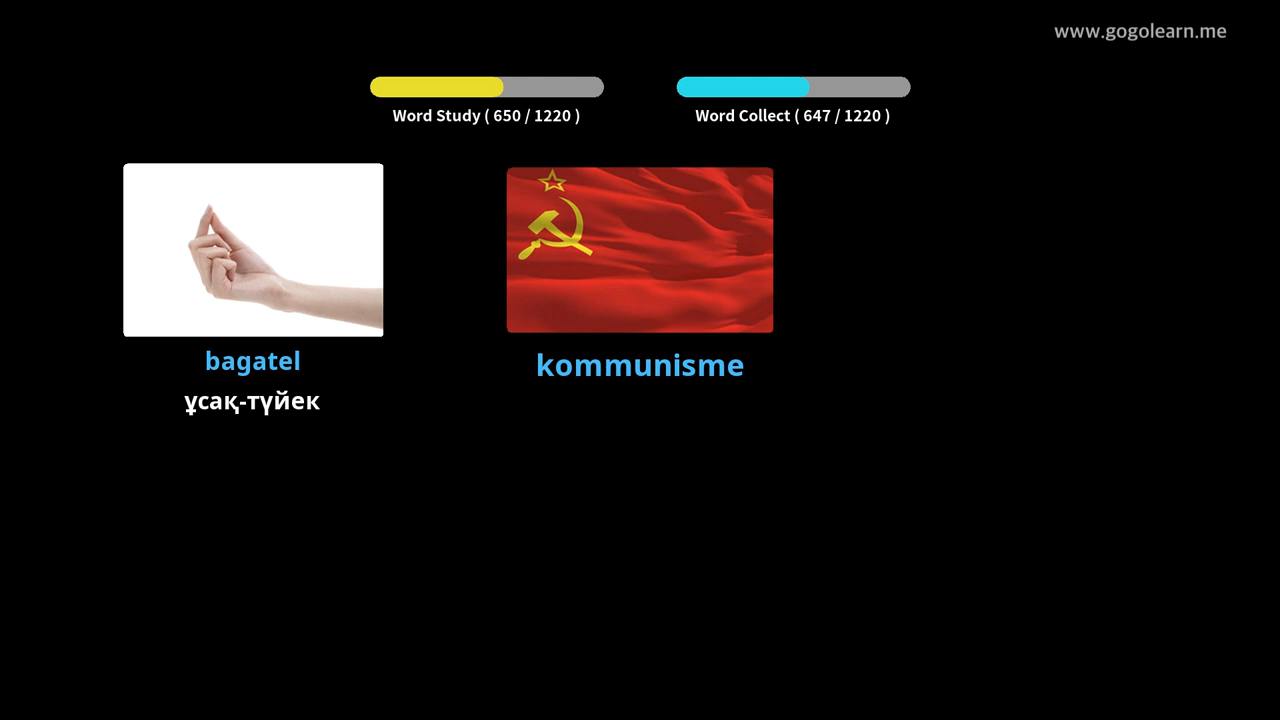 www.gogolearn.me
Word Study ( 650 / 1220 )
Word Collect ( 647 / 1220 )
bagatel
ұсақ-түйек
kommunisme